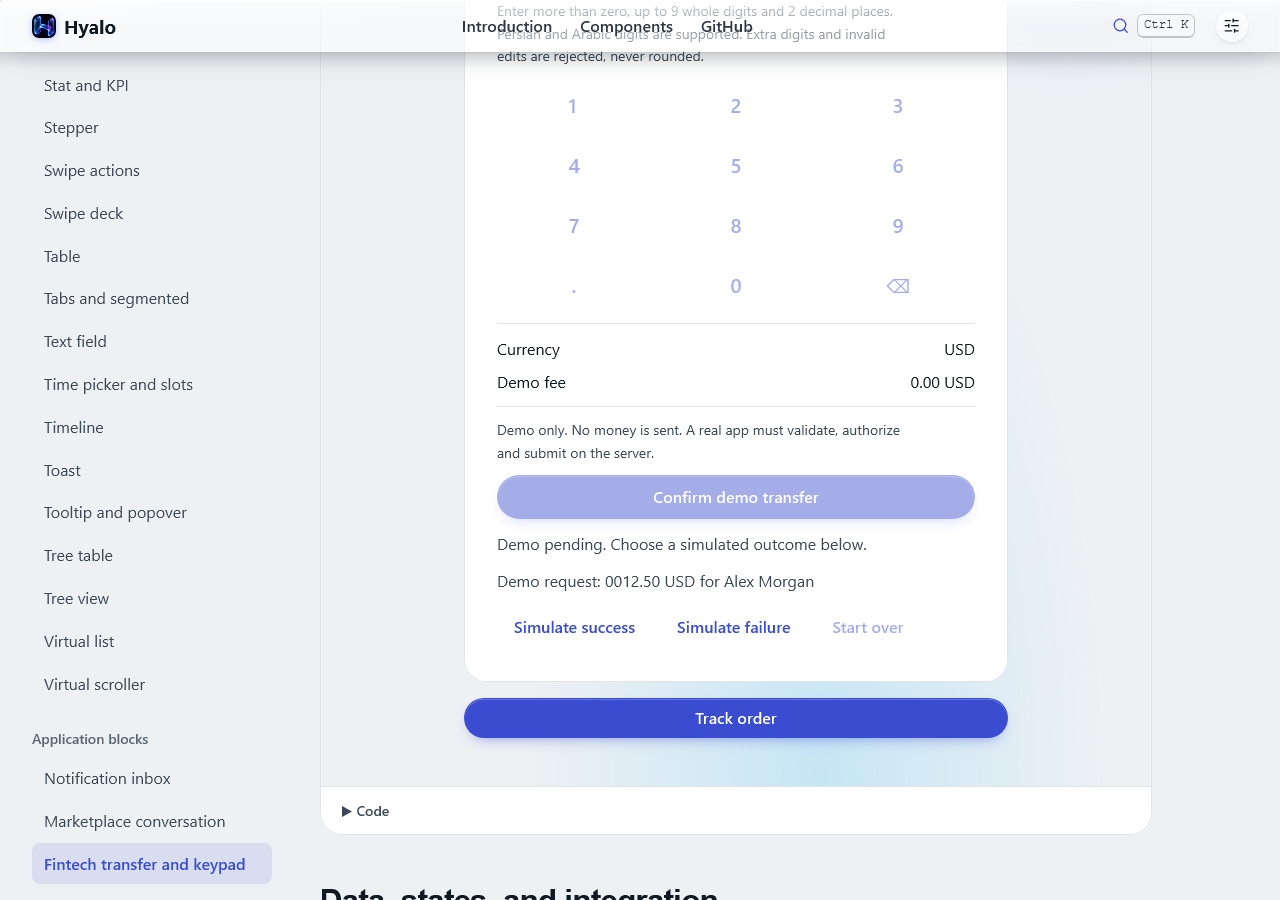 Hyalo
Introduction
Components
GitHub
Ctrl K
Stat and KPI
Stepper
Swipe actions
Swipe deck
Table
Tabs and segmented
Text field
Time picker and slots
Timeline
Toast
Tooltip and popover
Tree table
Tree view
Virtual list
Virtual scroller
Application blocks
Notification inbox
Marketplace conversation
Fintech transfer and keypad
Enter more than zero, up to 9 whole digits and 2 decimal places.
Persian and Arabic digits are supported. Extra digits and invalid
edits are rejected, never rounded.
1 2 3
4 5 6
7 8 9
. 0 ⌫
Currency USD
Demo fee 0.00 USD
Demo only. No money is sent. A real app must validate, authorize
and submit on the server.
Confirm demo transfer
Demo pending. Choose a simulated outcome below.
Demo request: 0012.50 USD for Alex Morgan
Simulate success Simulate failure Start over
Track order
Code
Data, states, and integration